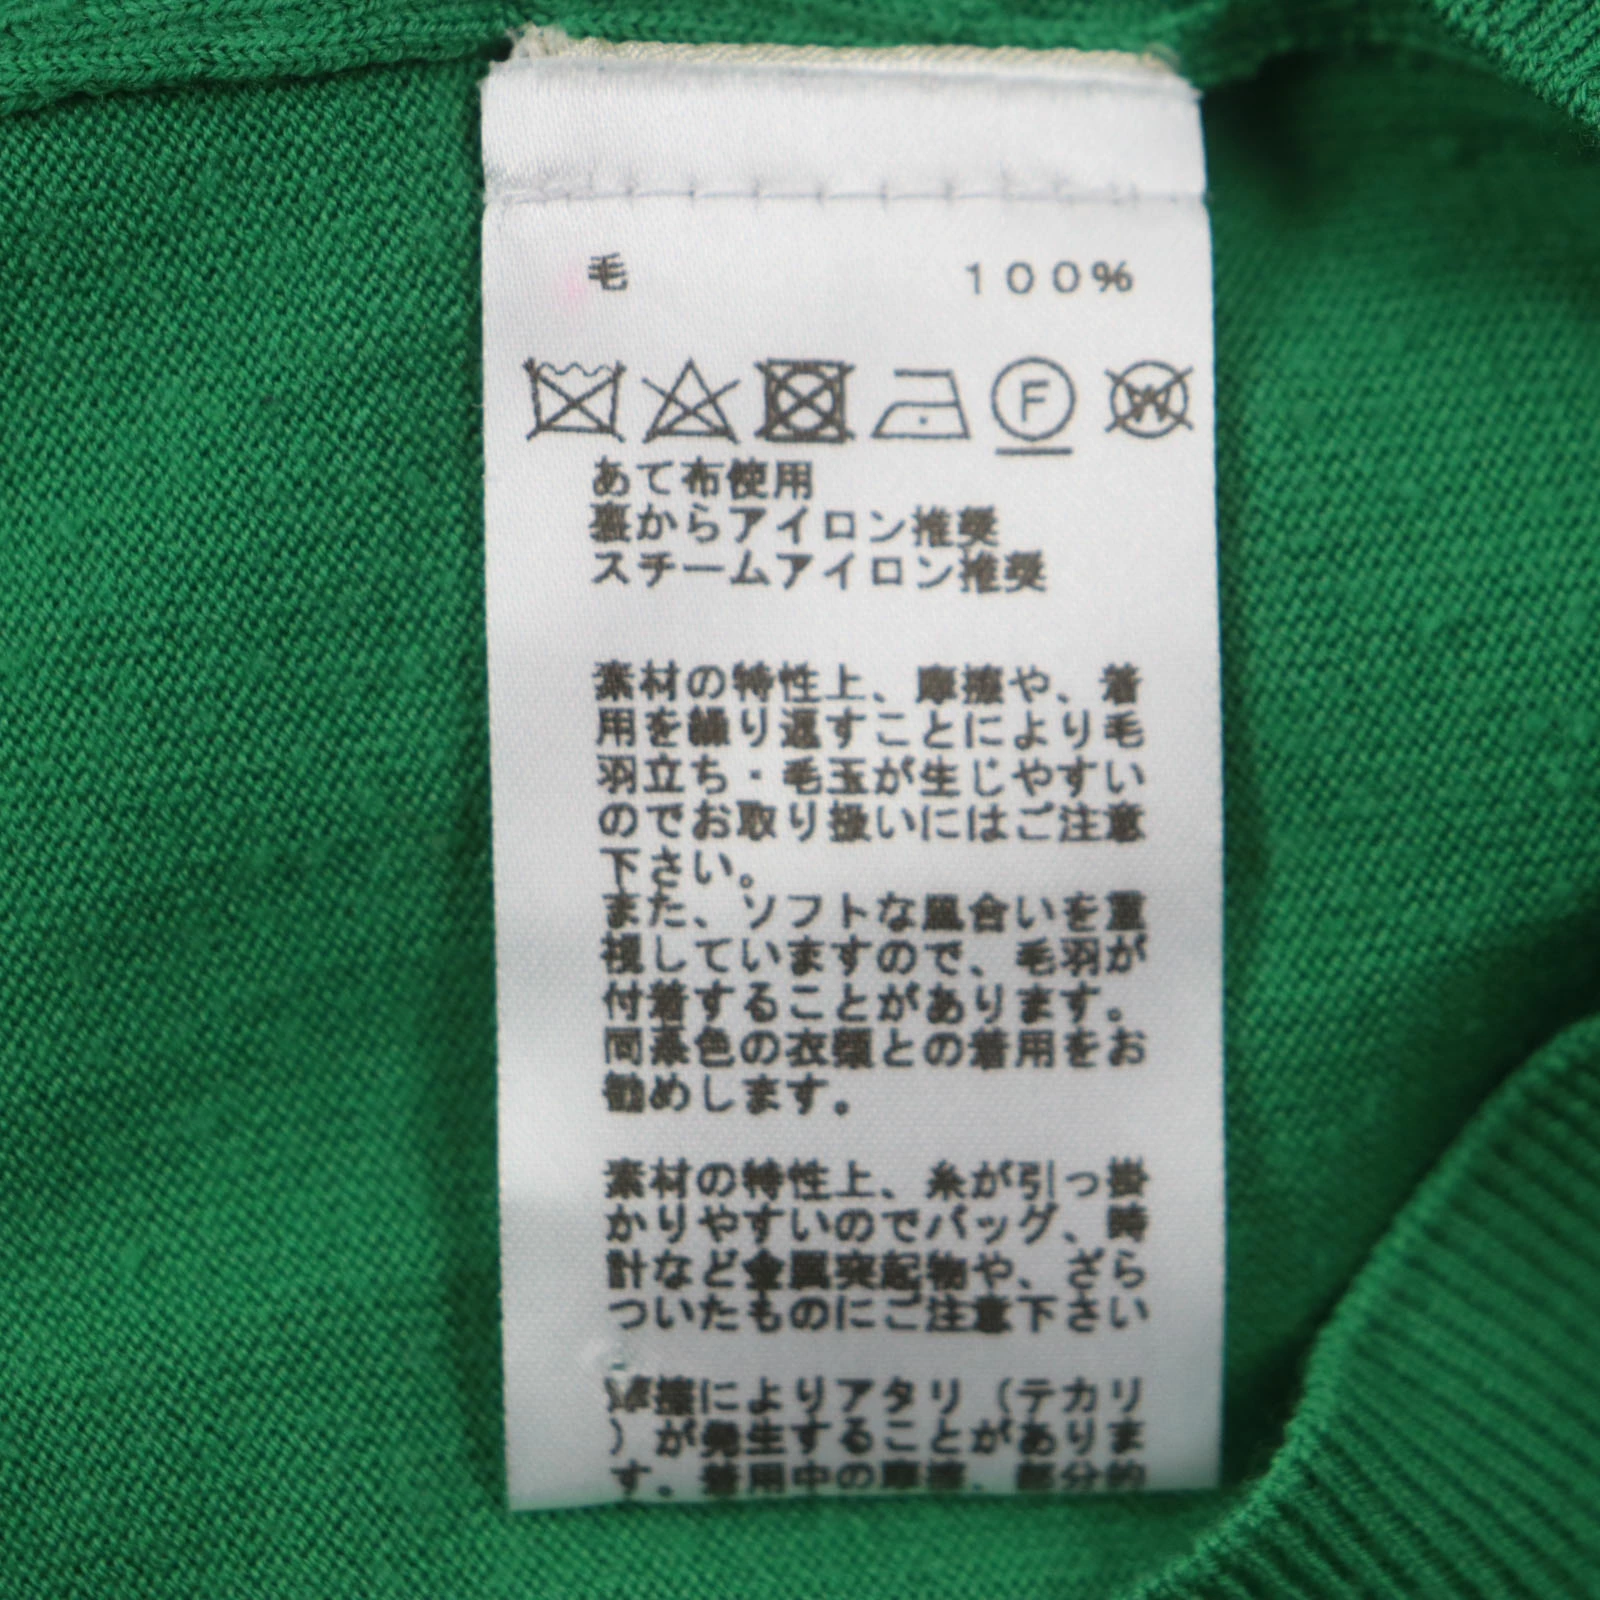 毛 100%
F W
あて布使用
裏からアイロン推奨
スチームアイロン推奨
素材の特性上、摩擦や、着
用を繰り返すことにより毛
羽立ち・毛玉が生じやすい
のでお取り扱いにはご注意
下さい。
また、ソフトな風合いを重
視していますので、毛羽が
付着することがあります。
同系色の衣類との着用をお
勧めします。
素材の特性上、糸が引っ掛
かりやすいのでバッグ、時
計など金属突起物や、ざら
ついたものにご注意下さい
摩擦によりアタリ（テカリ
）が発生することがありま
す。着用中の摩擦、部分的